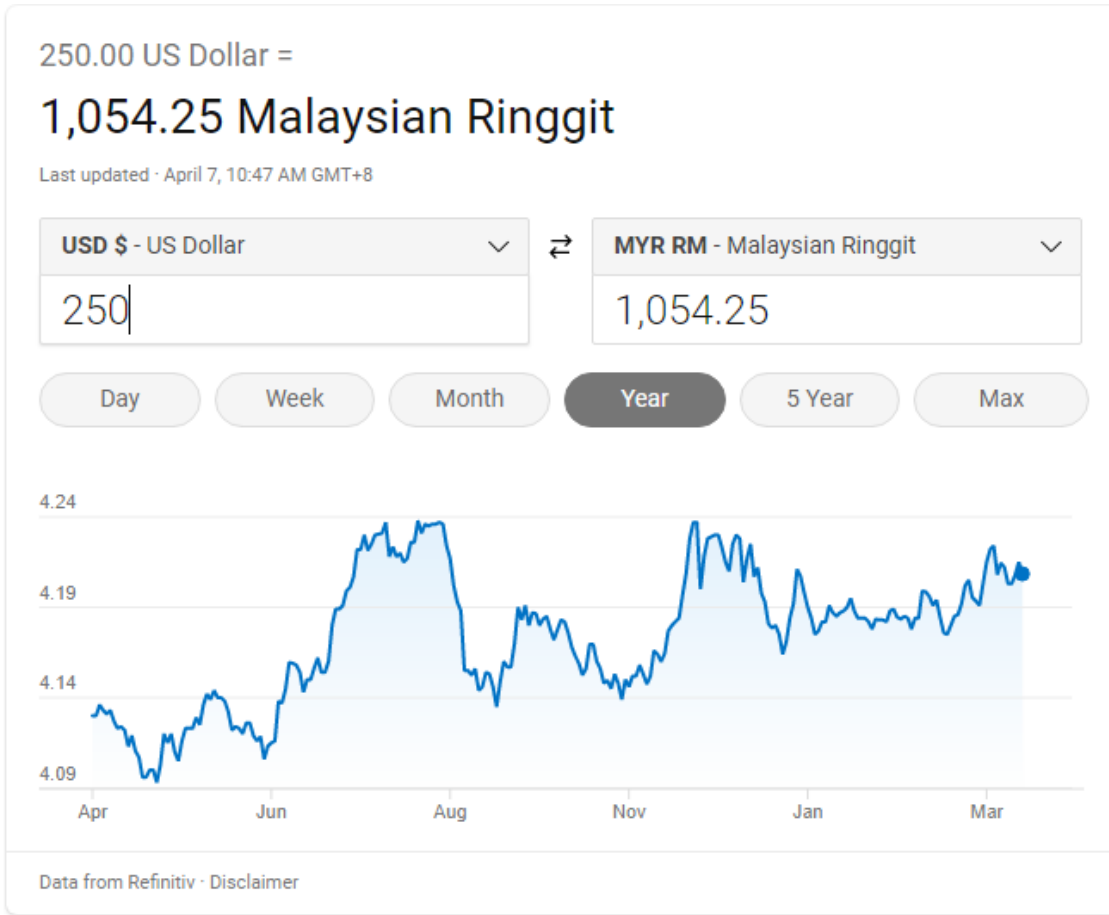 250.00 US Dollar =
1,054.25 Malaysian Ringgit
Last updated · April 7, 10:47 AM GMT+8
USD $ - US Dollar
MYR RM - Malaysian Ringgit
250
1,054.25
Day Week Month Year 5 Year Max
4.24
4.19
4.14
4.09
Apr Jun Aug Nov Jan Mar
Data from Refinitiv · Disclaimer